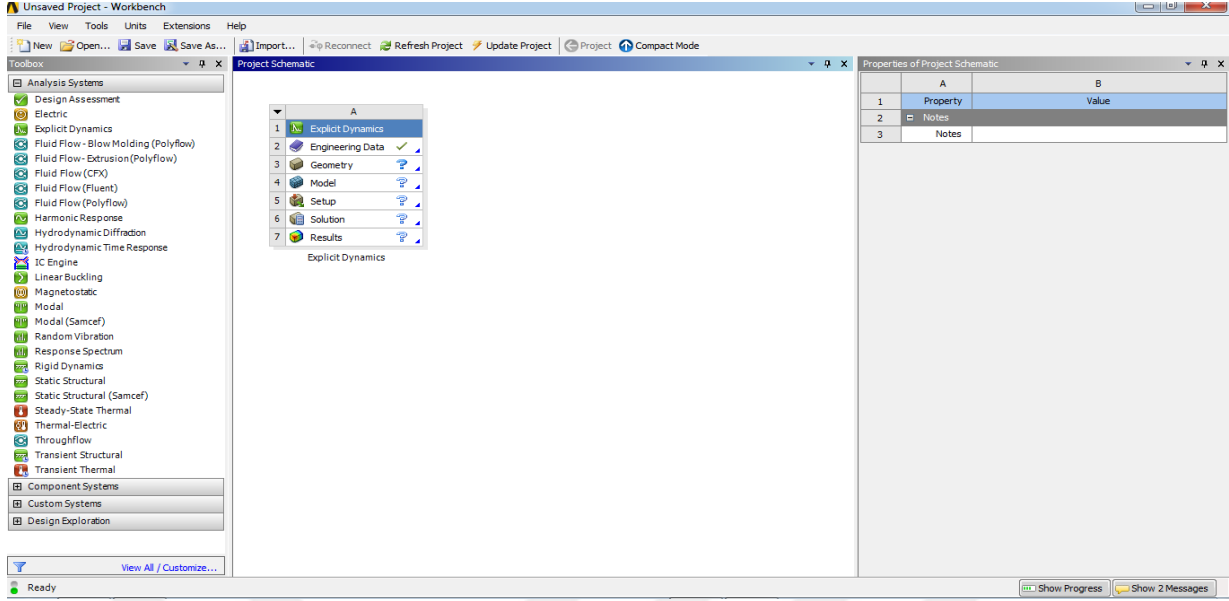 Unsaved Project - Workbench
File View Tools Units Extensions Help
New Open... Save Save As... Import... Reconnect Refresh Project Update Project Project Compact Mode
Toolbox
Analysis Systems
Design Assessment
Electric
Explicit Dynamics
Fluid Flow - Blow Molding (Polyflow)
Fluid Flow - Extrusion (Polyflow)
Fluid Flow (CFX)
Fluid Flow (Fluent)
Fluid Flow (Polyflow)
Harmonic Response
Hydrodynamic Diffraction
Hydrodynamic Time Response
IC Engine
Linear Buckling
Magnetostatic
Modal
Modal (Samcef)
Random Vibration
Response Spectrum
Rigid Dynamics
Static Structural
Static Structural (Samcef)
Steady-State Thermal
Thermal-Electric
Throughflow
Transient Structural
Transient Thermal
Component Systems
Custom Systems
Design Exploration
View All / Customize...
Project Schematic
A
1 Explicit Dynamics
2 Engineering Data
3 Geometry ?
4 Model ?
5 Setup ?
6 Solution ?
7 Results ?
Explicit Dynamics
Properties of Project Schematic
A B
1 Property Value
2 Notes
3 Notes
Ready
Show Progress Show 2 Messages